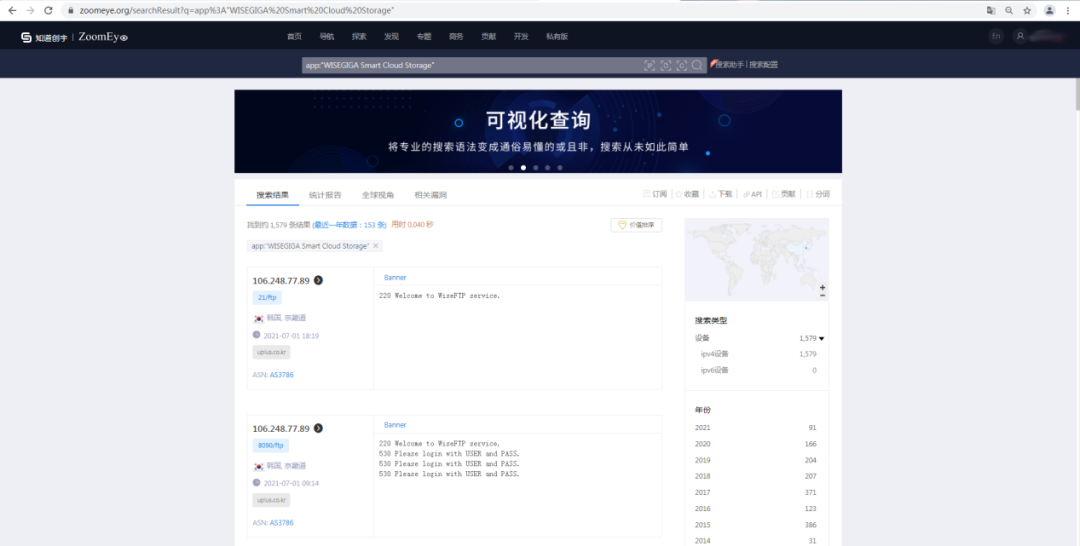 zoomeye.org/searchResult?q=app%3A"WISEGIGA%20Smart%20Cloud%20Storage"
知道创宇 | ZoomEye
首页 导航 探索 发现 专题 商务 贡献 开发 私有版 En
app:"WISEGIGA Smart Cloud Storage"
搜索助手 | 搜索配置
可视化查询
将专业的搜索语法变成通俗易懂的或且非，搜索从未如此简单
搜索结果 统计报告 全球视角 相关漏洞
订阅 收藏 下载 API 贡献 分词
找到约 1,579 条结果 (最近一年数据：153 条) 用时 0.040 秒
价值排序
app:"WISEGIGA Smart Cloud Storage" ×
106.248.77.89
21/ftp
韩国, 京畿道
2021-07-01 18:19
uplus.co.kr
ASN: AS3786
Banner
220 Welcome to WiseFTP service.
106.248.77.89
8090/ftp
韩国, 京畿道
2021-07-01 09:14
uplus.co.kr
ASN: AS3786
Banner
220 Welcome to WiseFTP service.
530 Please login with USER and PASS.
530 Please login with USER and PASS.
530 Please login with USER and PASS.
+
−
搜索类型
设备 1,579
ipv4设备 1,579
ipv6设备 0
年份
2021 91
2020 166
2019 204
2018 207
2017 371
2016 123
2015 386
2014 31